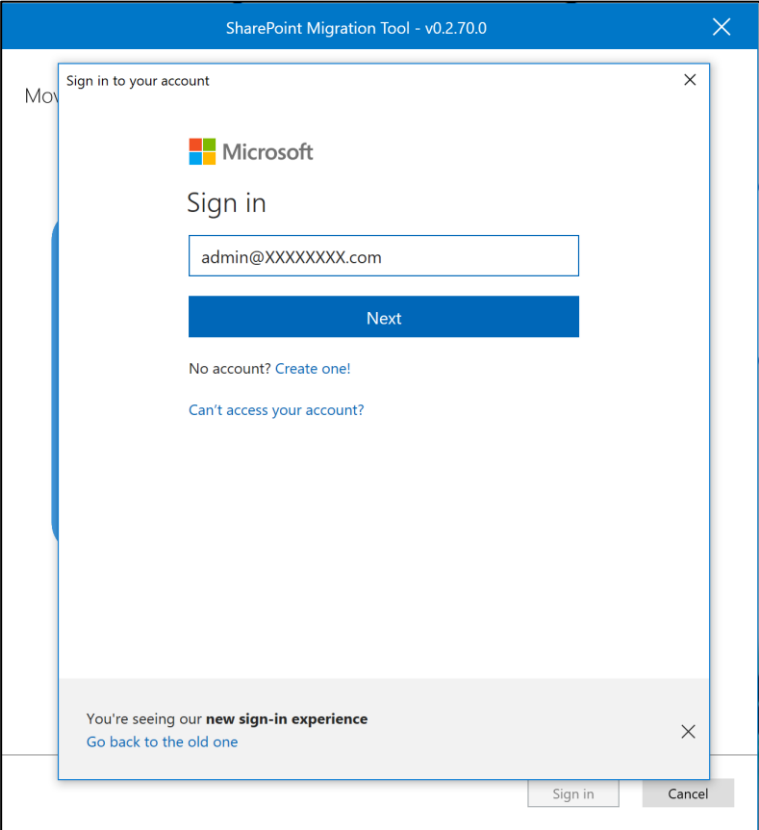 SharePoint Migration Tool - v0.2.70.0
Sign in to your account
Microsoft
Sign in
admin@XXXXXXXX.com
Next
No account? Create one!
Can't access your account?
You're seeing our new sign-in experience
Go back to the old one
Sign in
Cancel